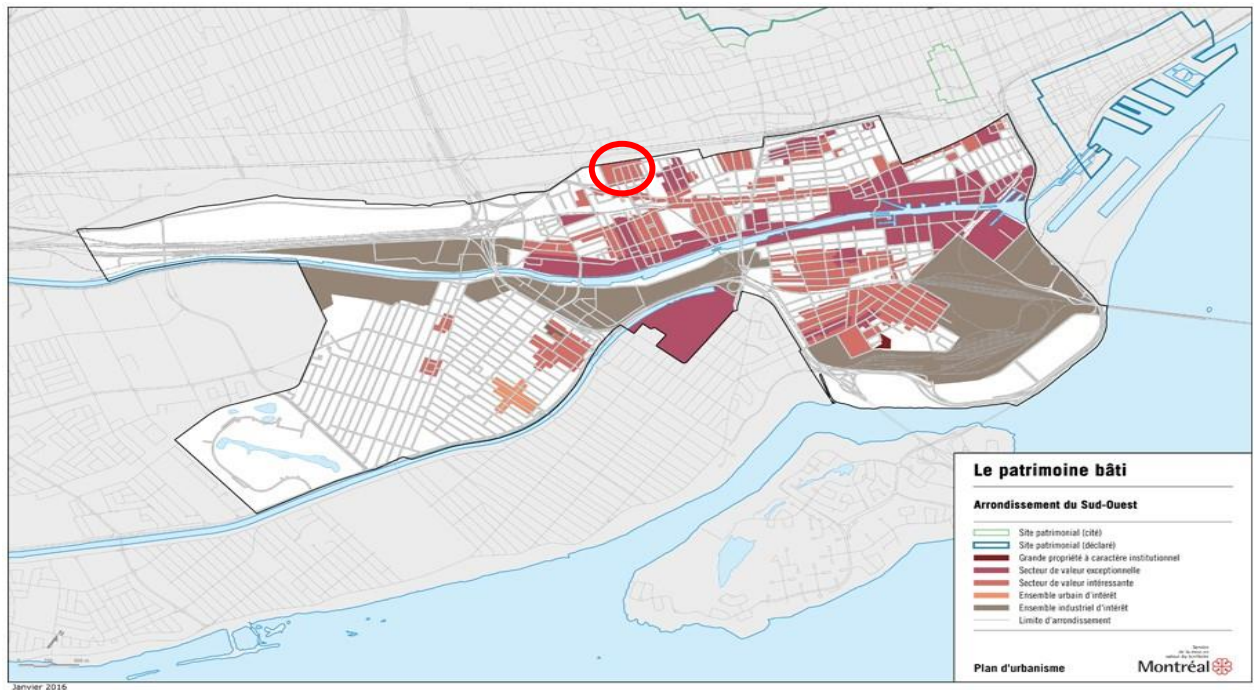 Le patrimoine bâti
Arrondissement du Sud-Ouest
Site patrimonial (cité)
Site patrimonial (déclaré)
Grande propriété à caractère institutionnel
Secteur de valeur exceptionnelle
Secteur de valeur intéressante
Ensemble urbain d'intérêt
Ensemble industriel d'intérêt
Limite d'arrondissement
Plan d'urbanisme
Montréal
Janvier 2016